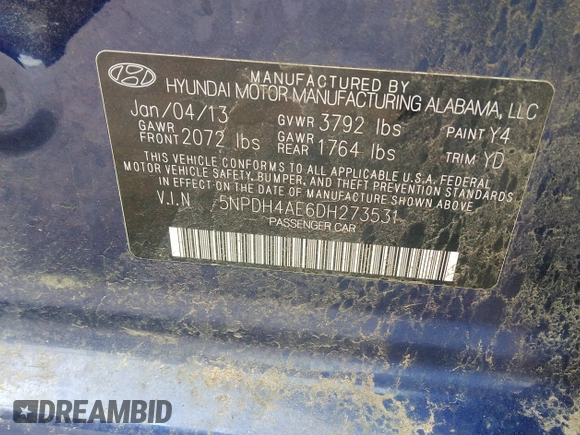 MANUFACTURED BY
HYUNDAI MOTOR MANUFACTURING ALABAMA, LLC
Jan/04/13 GVWR 3792 lbs PAINT Y4
GAWR FRONT 2072 lbs GAWR REAR 1764 lbs TRIM YD
THIS VEHICLE CONFORMS TO ALL APPLICABLE U.S.A. FEDERAL
MOTOR VEHICLE SAFETY, BUMPER, AND THEFT PREVENTION STANDARDS
IN EFFECT ON THE DATE OF MANUFACTURE SHOWN ABOVE.
V.I.N 5NPDH4AE6DH273531
PASSENGER CAR
DREAMBID